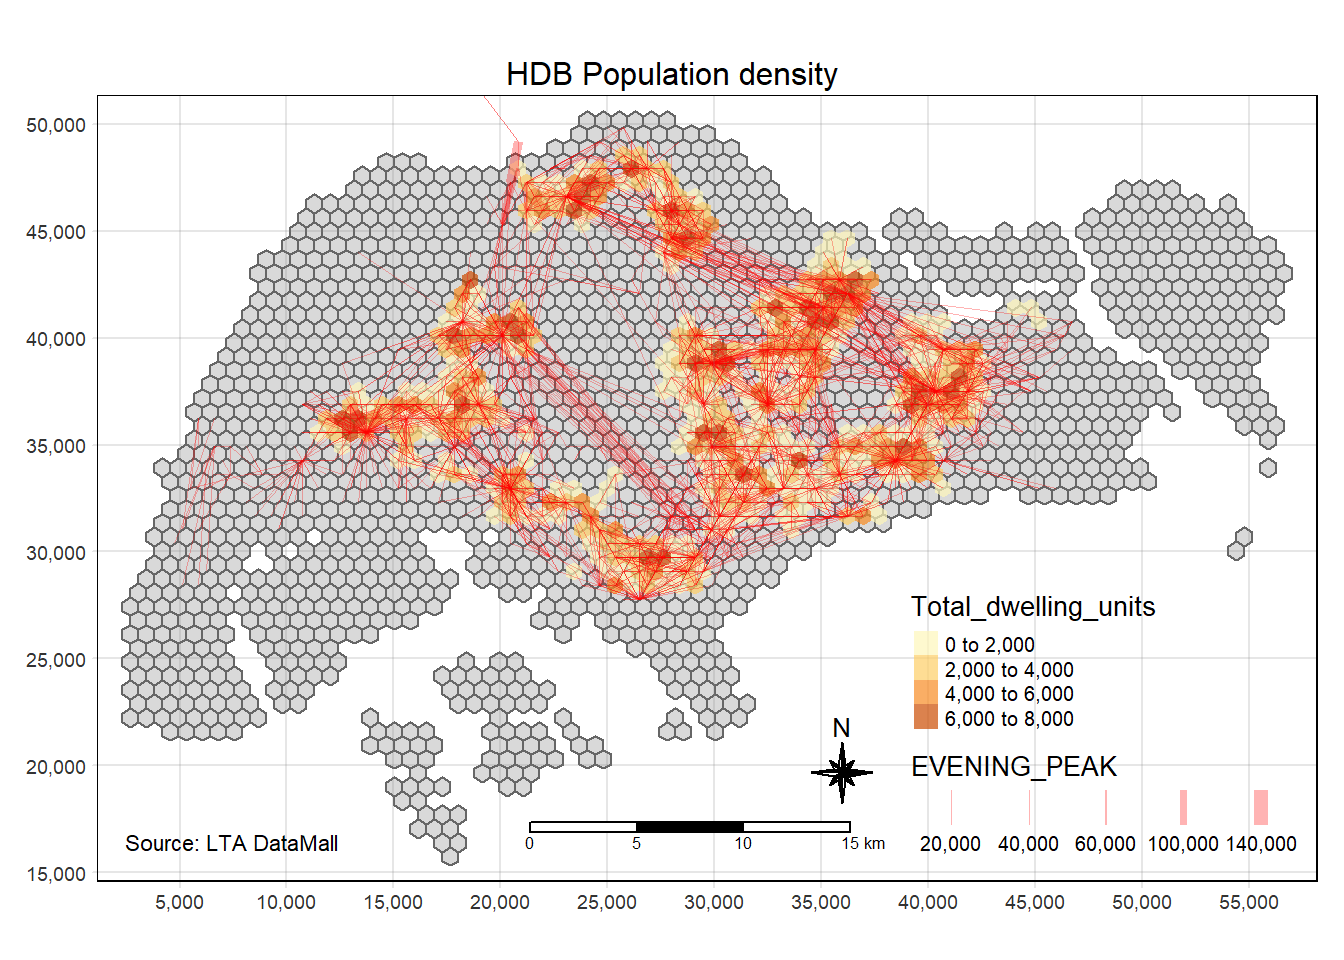 HDB Population density
50,000
45,000
40,000
35,000
30,000
25,000
20,000
15,000
Total_dwelling_units
0 to 2,000
2,000 to 4,000
4,000 to 6,000
6,000 to 8,000
N
EVENING_PEAK
20,000 40,000 60,000 100,000 140,000
Source: LTA DataMall
0 5 10 15 km
5,000 10,000 15,000 20,000 25,000 30,000 35,000 40,000 45,000 50,000 55,000